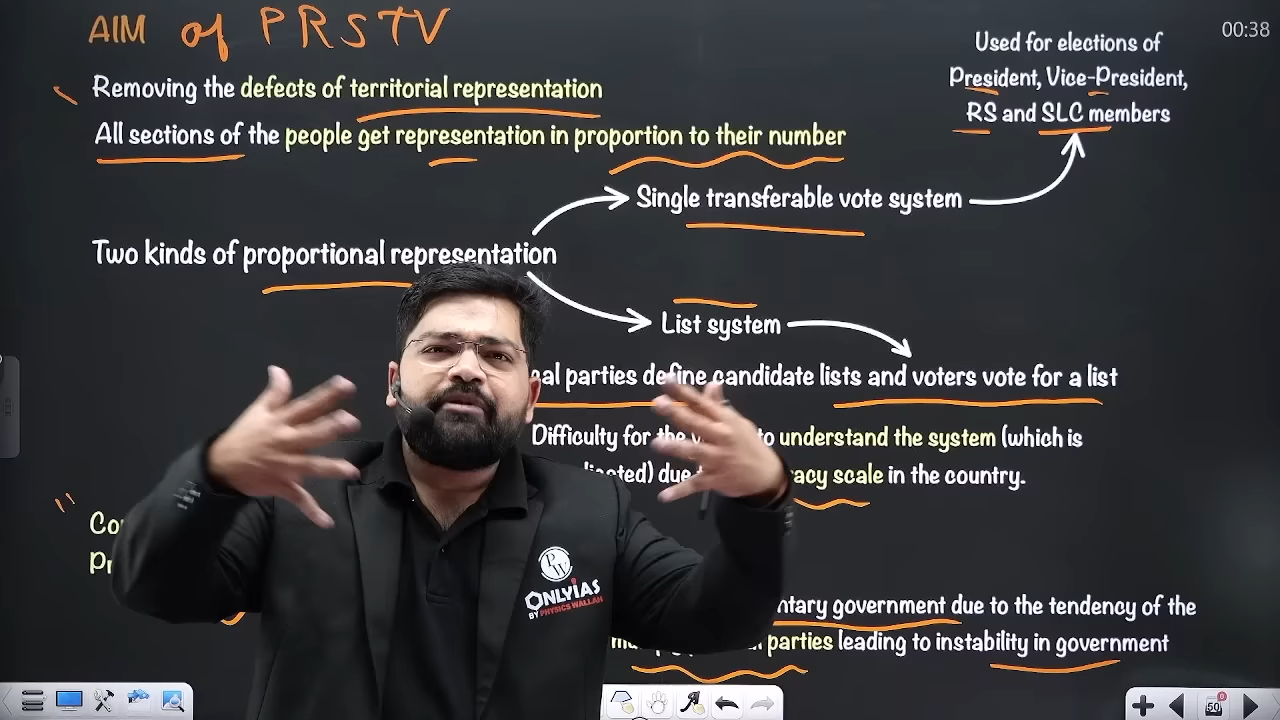 AIM of PRSTV
00:38
Used for elections of
President, Vice-President,
RS and SLC members
Removing the defects of territorial representation
All sections of the people get representation in proportion to their number
Single transferable vote system
Two kinds of proportional representation
List system
parties define candidate lists and voters vote for a list
Difficulty for the to understand the system (which is
due scale in the country.
government due to the tendency of the
parties leading to instability in government
PW
ONLYIAS
BY PHYSICS WALLAH
50